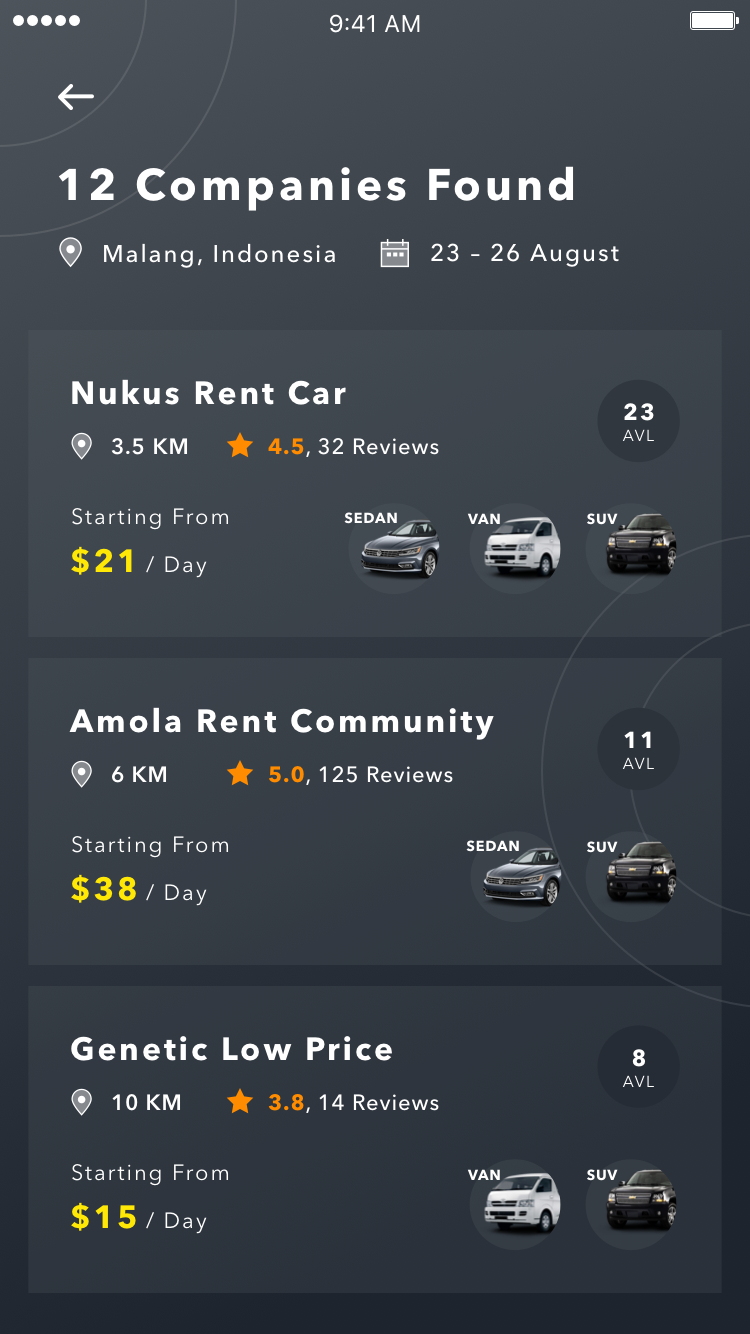 9:41 AM
12 Companies Found
Malang, Indonesia 23 – 26 August
Nukus Rent Car
23
AVL
3.5 KM 4.5, 32 Reviews
Starting From
$21 / Day
SEDAN VAN SUV
Amola Rent Community
11
AVL
6 KM 5.0, 125 Reviews
Starting From
$38 / Day
SEDAN SUV
Genetic Low Price
8
AVL
10 KM 3.8, 14 Reviews
Starting From
$15 / Day
VAN SUV